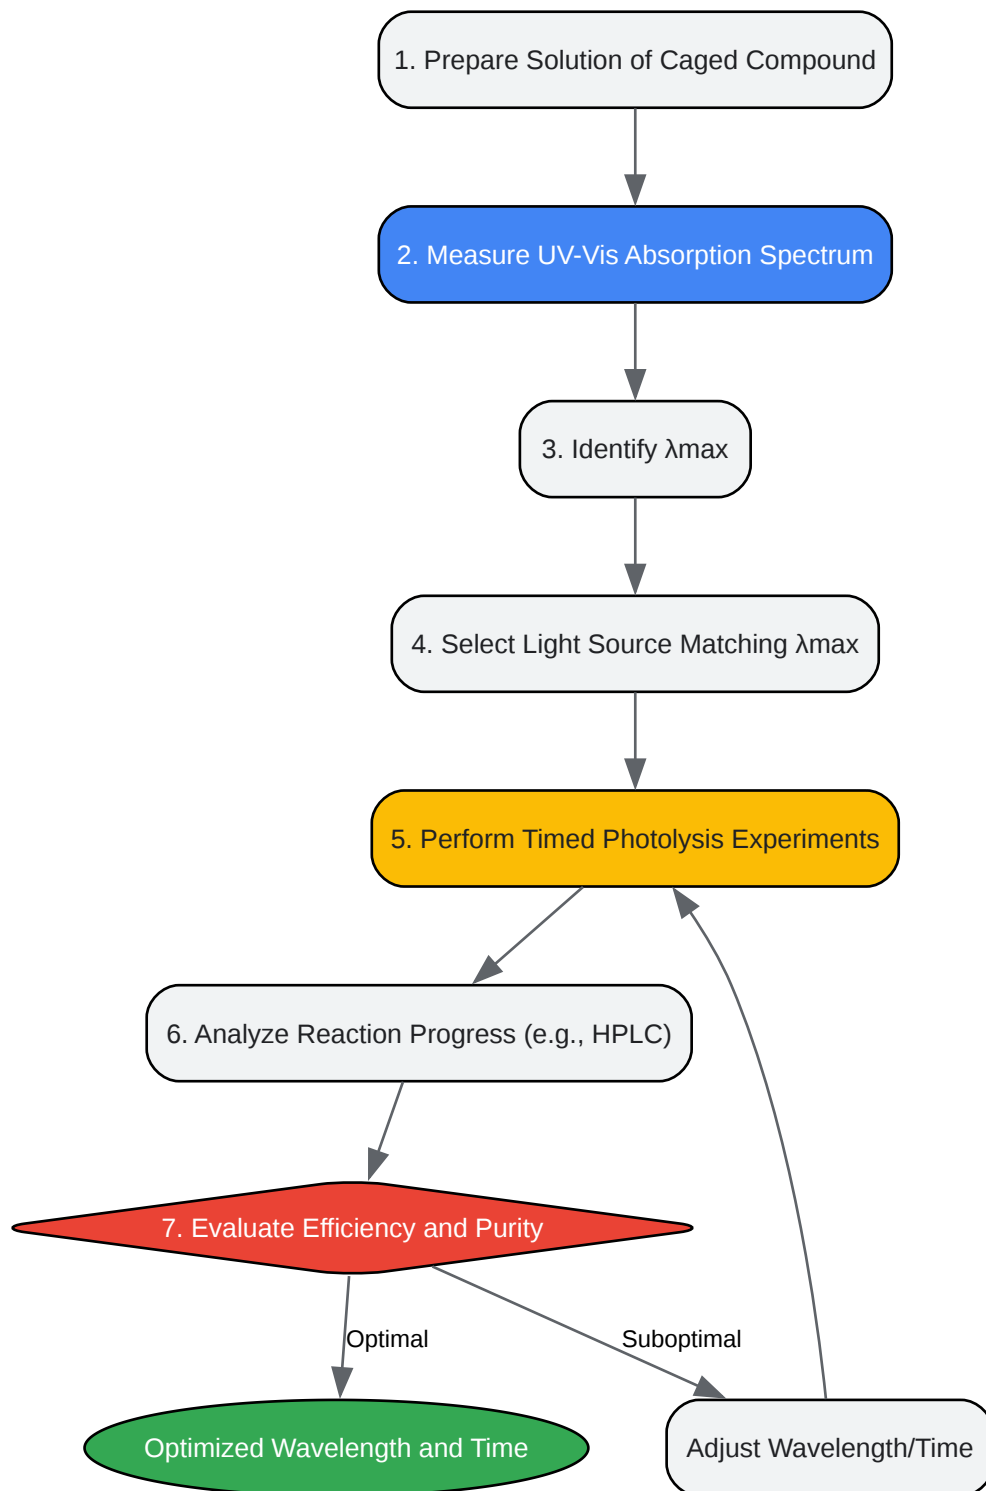 1. Prepare Solution of Caged Compound
2. Measure UV-Vis Absorption Spectrum
3. Identify λmax
4. Select Light Source Matching λmax
5. Perform Timed Photolysis Experiments
6. Analyze Reaction Progress (e.g., HPLC)
7. Evaluate Efficiency and Purity
Optimal
Suboptimal
Optimized Wavelength and Time
Adjust Wavelength/Time